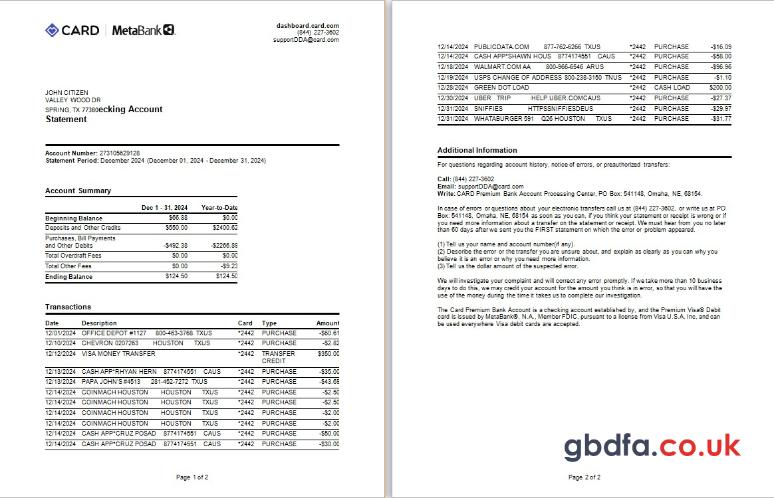 CARD MetaBank®
dashboard.card.com
(844) 227-3602
supportDDA@card.com
JOHN CITIZEN
VALLEY WOOD DR
SPRING, TX 77380ecking Account
Statement
Account Number: 273105629128
Statement Period: December 2024 (December 01, 2024 - December 31, 2024)
Account Summary
Dec 1 - 31, 2024 Year-to-Date
Beginning Balance $66.88 $0.00
Deposits and Other Credits $550.00 $2400.62
Purchases, Bill Payments
and Other Debits -$492.38 -$2266.89
Total Overdraft Fees $0.00 $0.00
Total Other Fees $0.00 -$9.23
Ending Balance $124.50 $124.50
Transactions
Date Description Card Type Amount
12/01/2024 OFFICE DEPOT #1127 800-463-3768 TXUS *2442 PURCHASE -$60.61
12/10/2024 CHEVRON 0207263 HOUSTON TXUS *2442 PURCHASE -$2.82
12/12/2024 VISA MONEY TRANSFER *2442 TRANSFER $350.00
CREDIT
12/13/2024 CASH APP*RHYAN HERN 8774174551 CAUS *2442 PURCHASE -$35.00
12/13/2024 PAPA JOHN'S #4513 281-452-7272 TXUS *2442 PURCHASE -$43.68
12/14/2024 COINMACH HOUSTON HOUSTON TXUS *2442 PURCHASE -$2.50
12/14/2024 COINMACH HOUSTON HOUSTON TXUS *2442 PURCHASE -$2.50
12/14/2024 COINMACH HOUSTON HOUSTON TXUS *2442 PURCHASE -$2.00
12/14/2024 COINMACH HOUSTON HOUSTON TXUS *2442 PURCHASE -$2.00
12/14/2024 CASH APP*CRUZ POSAD 8774174551 CAUS *2442 PURCHASE -$50.00
12/14/2024 CASH APP*CRUZ POSAD 8774174551 CAUS *2442 PURCHASE -$30.00
Page 1 of 2
12/14/2024 PUBLICDATA.COM 877-762-6266 TXUS *2442 PURCHASE -$16.09
12/14/2024 CASH APP*SHAWN HOUS 8774174551 CAUS *2442 PURCHASE -$58.00
12/18/2024 WALMART.COM AA 800-966-6546 ARUS *2442 PURCHASE -$96.96
12/19/2024 USPS CHANGE OF ADDRESS 800-238-3150 TNUS *2442 PURCHASE -$1.10
12/28/2024 GREEN DOT LOAD *2442 CASH LOAD $200.00
12/30/2024 UBER TRIP HELP.UBER.COMCAUS *2442 PURCHASE -$27.37
12/31/2024 SNIFFIES HTTPSSNIFFIESDEUS *2442 PURCHASE -$29.97
12/31/2024 WHATABURGER 591 Q26 HOUSTON TXUS *2442 PURCHASE -$31.77
Additional Information
For questions regarding account history, notice of errors, or preauthorized transfers:
Call: (844) 227-3602
Email: supportDDA@card.com
Write: CARD Premium Bank Account Processing Center, PO Box: 541148, Omaha, NE, 68154.
In case of errors or questions about your electronic transfers call us at (844) 227-3602, or write us at PO
Box: 541148, Omaha, NE, 68154 as soon as you can, if you think your statement or receipt is wrong or if
you need more information about a transfer on the statement or receipt. We must hear from you no later
than 60 days after we sent you the FIRST statement on which the error or problem appeared.
(1) Tell us your name and account number (if any).
(2) Describe the error or the transfer you are unsure about, and explain as clearly as you can why you
believe it is an error or why you need more information.
(3) Tell us the dollar amount of the suspected error.
We will investigate your complaint and will correct any error promptly. If we take more than 10 business
days to do this, we may credit your account for the amount you think is in error, so that you will have the
use of the money during the time it takes us to complete our investigation.
The Card Premium Bank Account is a checking account established by, and the Premium Visa® Debit
card is issued by MetaBank®, N.A., Member FDIC, pursuant to a license from Visa U.S.A. Inc, and can
be used everywhere Visa debit cards are accepted.
gbdfa.co.uk
Page 2 of 2